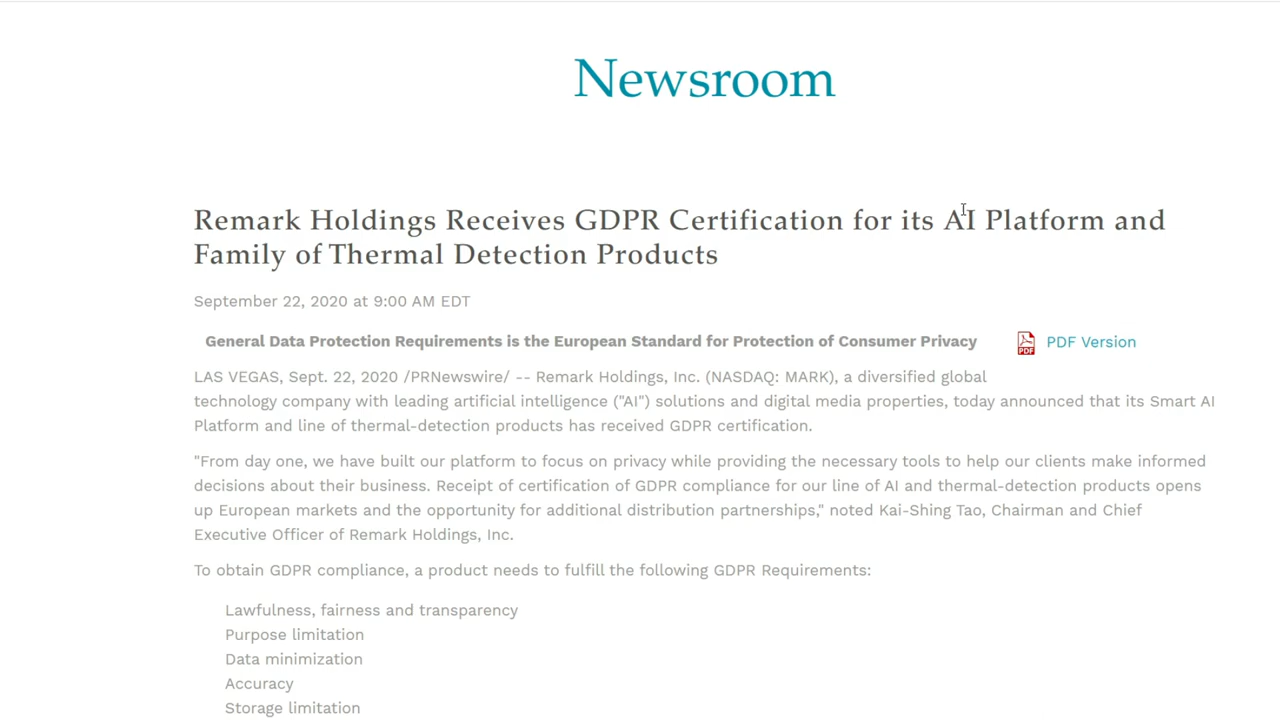 Newsroom
Remark Holdings Receives GDPR Certification for its AI Platform and
Family of Thermal Detection Products
September 22, 2020 at 9:00 AM EDT
General Data Protection Requirements is the European Standard for Protection of Consumer Privacy
PDF Version
LAS VEGAS, Sept. 22, 2020 /PRNewswire/ -- Remark Holdings, Inc. (NASDAQ: MARK), a diversified global
technology company with leading artificial intelligence ("AI") solutions and digital media properties, today announced that its Smart AI
Platform and line of thermal-detection products has received GDPR certification.
"From day one, we have built our platform to focus on privacy while providing the necessary tools to help our clients make informed
decisions about their business. Receipt of certification of GDPR compliance for our line of AI and thermal-detection products opens
up European markets and the opportunity for additional distribution partnerships," noted Kai-Shing Tao, Chairman and Chief
Executive Officer of Remark Holdings, Inc.
To obtain GDPR compliance, a product needs to fulfill the following GDPR Requirements:
Lawfulness, fairness and transparency
Purpose limitation
Data minimization
Accuracy
Storage limitation